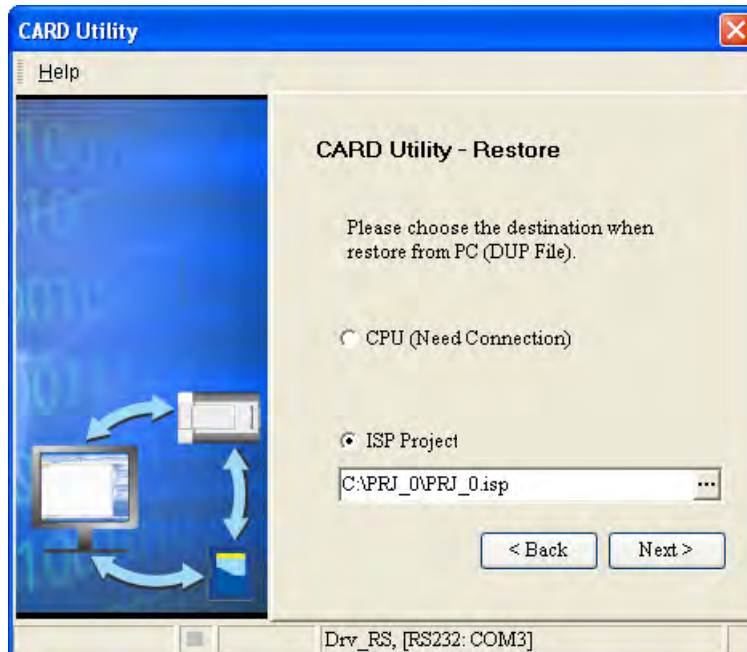 CARD Utility
Help
CARD Utility - Restore
Please choose the destination when
restore from PC (DUP File).
CPU (Need Connection)
ISP Project
C:\PRJ_0\PRJ_0.isp
...
< Back
Next >
Drv_RS, [RS232: COM3]